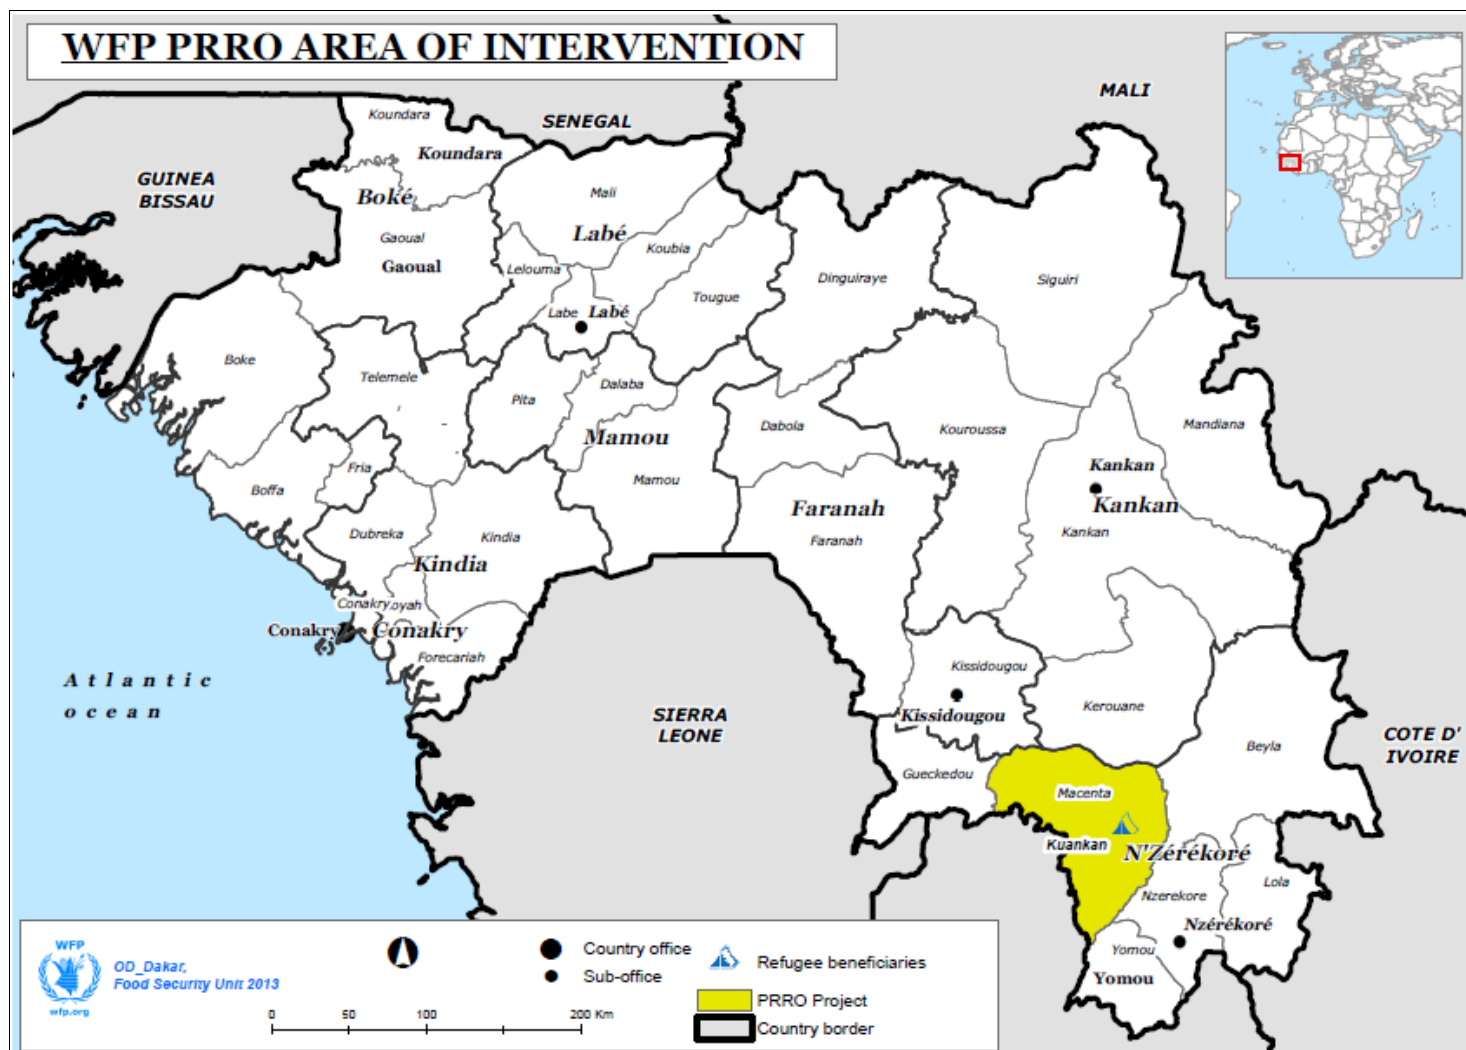 WFP PRRO AREA OF INTERVENTION
MALI
SENEGAL
GUINEA
BISSAU
Koundara
Koundara
Boké
Mali
Labé
Gaoual
Gaoual
Koubia
Lelouma
Tougue
Labe
Labé
Dinguiraye
Siguiri
Boke
Telemele
Pita
Dalaba
Mamou
Mamou
Dabola
Kouroussa
Mandiana
Kankan
Kankan
Kankan
Fria
Boffa
Dubreka
Kindia
Kindia
Faranah
Faranah
Conakry
oyah
Conakry
Conakry
Forecariah
Atlantic
ocean
SIERRA
LEONE
Kissidougou
Kissidougou
Kerouane
Beyla
COTE D'
IVOIRE
Gueckedou
Macenta
Kuankan
N'Zérékoré
Nzerekore
Lola
Nzérékoré
Yomou
Yomou
WFP
wfp.org
OD_Dakar,
Food Security Unit 2013
Country office
Sub-office
Refugee beneficiaries
PRRO Project
Country border
0 50 100 200 Km